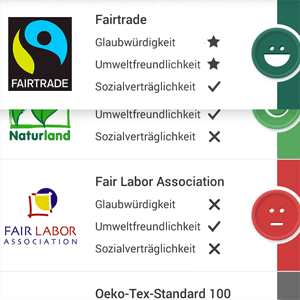 Fairtrade
Glaubwürdigkeit
Umweltfreundlichkeit
Sozialverträglichkeit
FAIRTRADE
Umweltfreundlichkeit
Naturland
Sozialverträglichkeit
Fair Labor Association
Glaubwürdigkeit
FAIR LABOR
ASSOCIATION
Umweltfreundlichkeit
Sozialverträglichkeit
Oeko-Tex-Standard 100